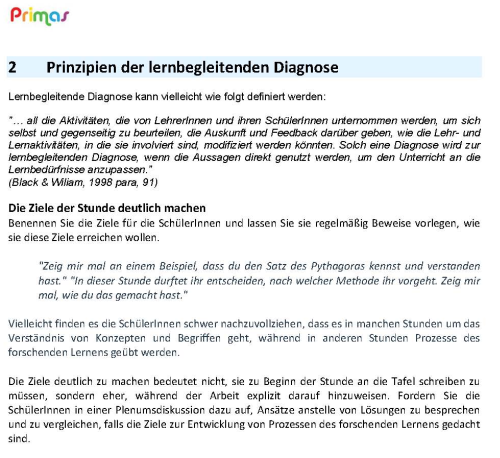 Primas
2 Prinzipien der lernbegleitenden Diagnose
Lernbegleitende Diagnose kann vielleicht wie folgt definiert werden:
"… all die Aktivitäten, die von LehrerInnen und ihren SchülerInnen unternommen werden, um sich
selbst und gegenseitig zu beurteilen, die Auskunft und Feedback darüber geben, wie die Lehr- und
Lernaktivitäten, in die sie involviert sind, modifiziert werden könnten. Solch eine Diagnose wird zur
lernbegleitenden Diagnose, wenn die Aussagen direkt genutzt werden, um den Unterricht an die
Lernbedürfnisse anzupassen."
(Black & Wiliam, 1998 para, 91)
Die Ziele der Stunde deutlich machen
Benennen Sie die Ziele für die SchülerInnen und lassen Sie sie regelmäßig Beweise vorlegen, wie
sie diese Ziele erreichen wollen.
"Zeig mir mal an einem Beispiel, dass du den Satz des Pythagoras kennst und verstanden
hast." "In dieser Stunde durftet ihr entscheiden, nach welcher Methode ihr vorgeht. Zeig mir
mal, wie du das gemacht hast."
Vielleicht finden es die SchülerInnen schwer nachzuvollziehen, dass es in manchen Stunden um das
Verständnis von Konzepten und Begriffen geht, während in anderen Stunden Prozesse des
forschenden Lernens geübt werden.
Die Ziele deutlich zu machen bedeutet nicht, sie zu Beginn der Stunde an die Tafel schreiben zu
müssen, sondern eher, während der Arbeit explizit darauf hinzuweisen. Fordern Sie die
SchülerInnen in einer Plenumsdiskussion dazu auf, Ansätze anstelle von Lösungen zu besprechen
und zu vergleichen, falls die Ziele zur Entwicklung von Prozessen des forschenden Lernens gedacht
sind.